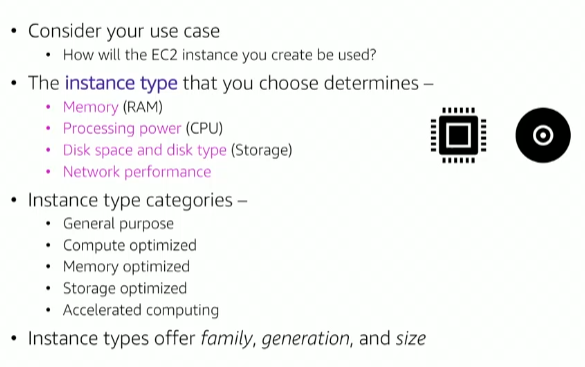 • Consider your use case
• How will the EC2 instance you create be used?
• The instance type that you choose determines –
• Memory (RAM)
• Processing power (CPU)
• Disk space and disk type (Storage)
• Network performance
• Instance type categories –
• General purpose
• Compute optimized
• Memory optimized
• Storage optimized
• Accelerated computing
• Instance types offer family, generation, and size